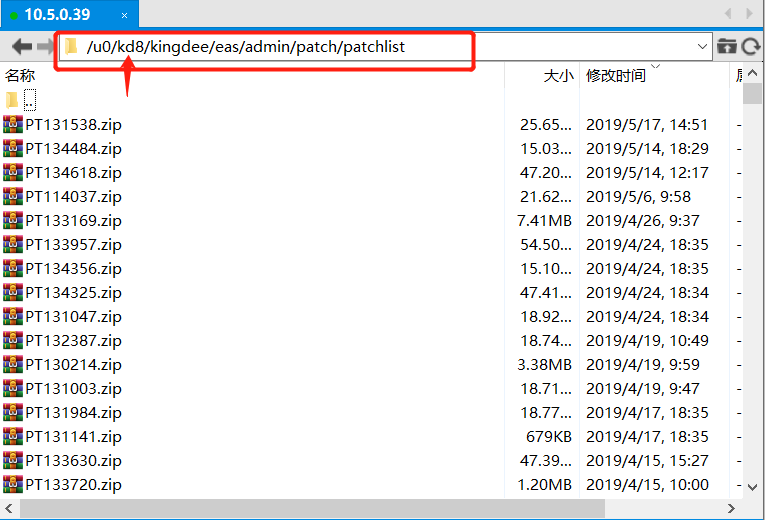 10.5.0.39 ×
/u0/kd8/kingdee/eas/admin/patch/patchlist
名称 大小 修改时间
..
PT131538.zip 25.65... 2019/5/17, 14:51 -
PT134484.zip 15.03... 2019/5/14, 18:29 -
PT134618.zip 47.20... 2019/5/14, 12:17 -
PT114037.zip 21.62... 2019/5/6, 9:58 -
PT133169.zip 7.41MB 2019/4/26, 9:37 -
PT133957.zip 54.50... 2019/4/24, 18:35 -
PT134356.zip 15.10... 2019/4/24, 18:35 -
PT134325.zip 47.41... 2019/4/24, 18:34 -
PT131047.zip 18.92... 2019/4/24, 18:34 -
PT132387.zip 18.74... 2019/4/19, 10:49 -
PT130214.zip 3.38MB 2019/4/19, 9:59 -
PT131003.zip 18.71... 2019/4/19, 9:47 -
PT131984.zip 18.77... 2019/4/17, 18:35 -
PT131141.zip 679KB 2019/4/17, 18:35 -
PT133630.zip 47.39... 2019/4/15, 15:27 -
PT133720.zip 1.20MB 2019/4/15, 10:00 -